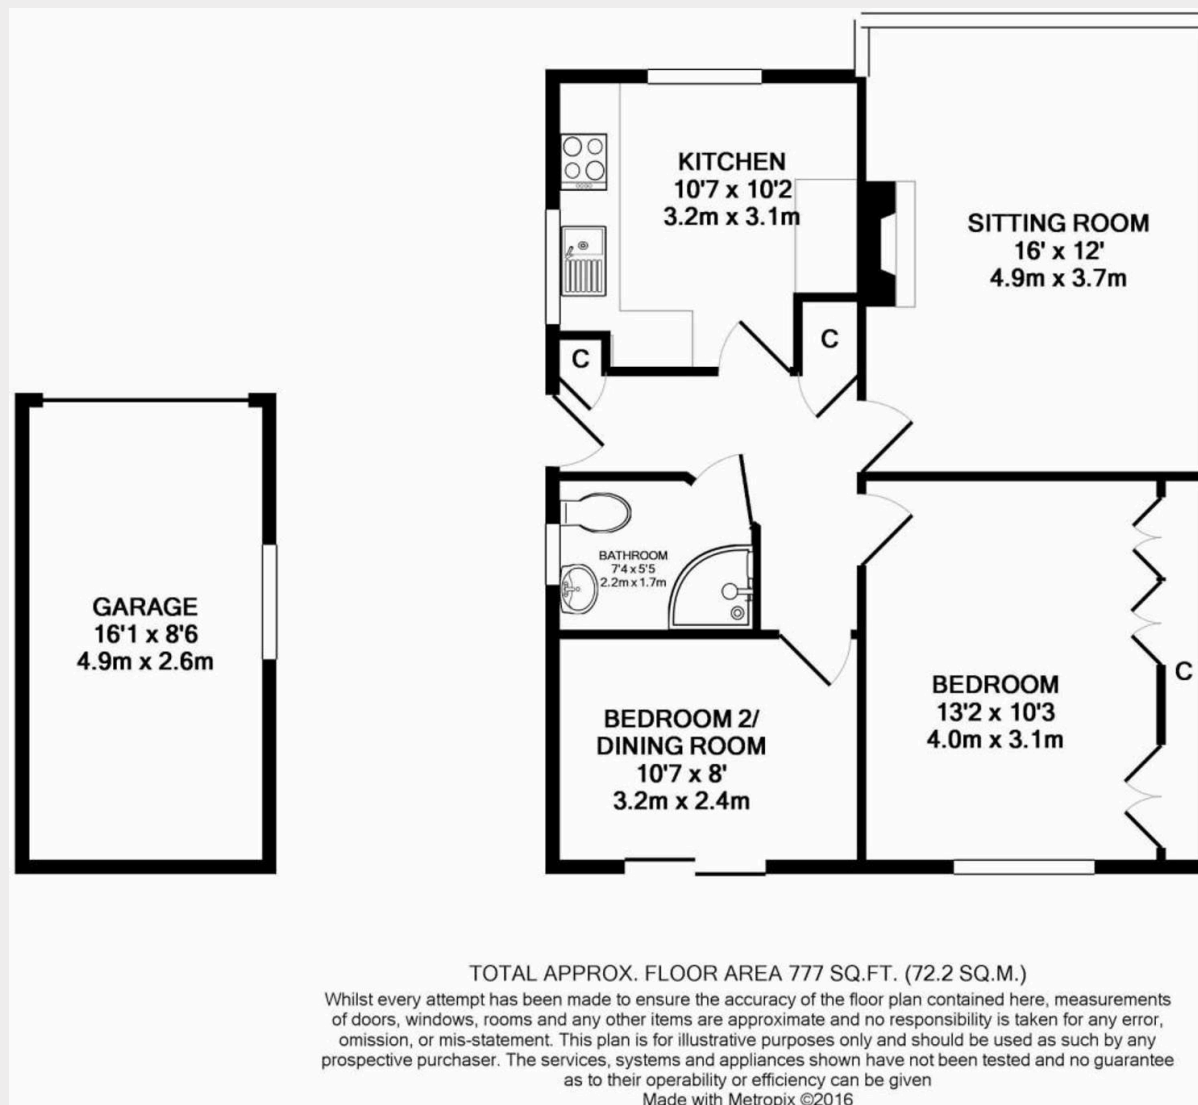 KITCHEN
10'7 x 10'2
3.2m x 3.1m
SITTING ROOM
16' x 12'
4.9m x 3.7m
C
C
BATHROOM
7'4 x 5'5
2.2m x 1.7m
GARAGE
16'1 x 8'6
4.9m x 2.6m
BEDROOM
13'2 x 10'3
4.0m x 3.1m
C
BEDROOM 2/
DINING ROOM
10'7 x 8'
3.2m x 2.4m
TOTAL APPROX. FLOOR AREA 777 SQ.FT. (72.2 SQ.M.)
Whilst every attempt has been made to ensure the accuracy of the floor plan contained here, measurements
of doors, windows, rooms and any other items are approximate and no responsibility is taken for any error,
omission, or mis-statement. This plan is for illustrative purposes only and should be used as such by any
prospective purchaser. The services, systems and appliances shown have not been tested and no guarantee
as to their operability or efficiency can be given
Made with Metropix ©2016